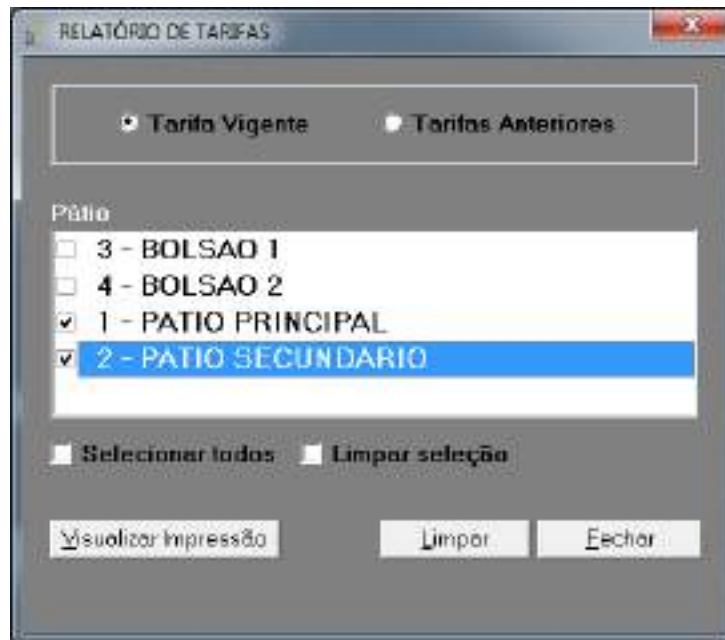 RELATÓRIO DE TARIFAS
Tarifa Vigente Tarifas Anteriores
Pátio
3 - BOLSAO 1
4 - BOLSAO 2
1 - PATIO PRINCIPAL
2 - PATIO SECUNDARIO
Selecionar todos Limpar seleção
Visualizar Impressão Limpar Fechar